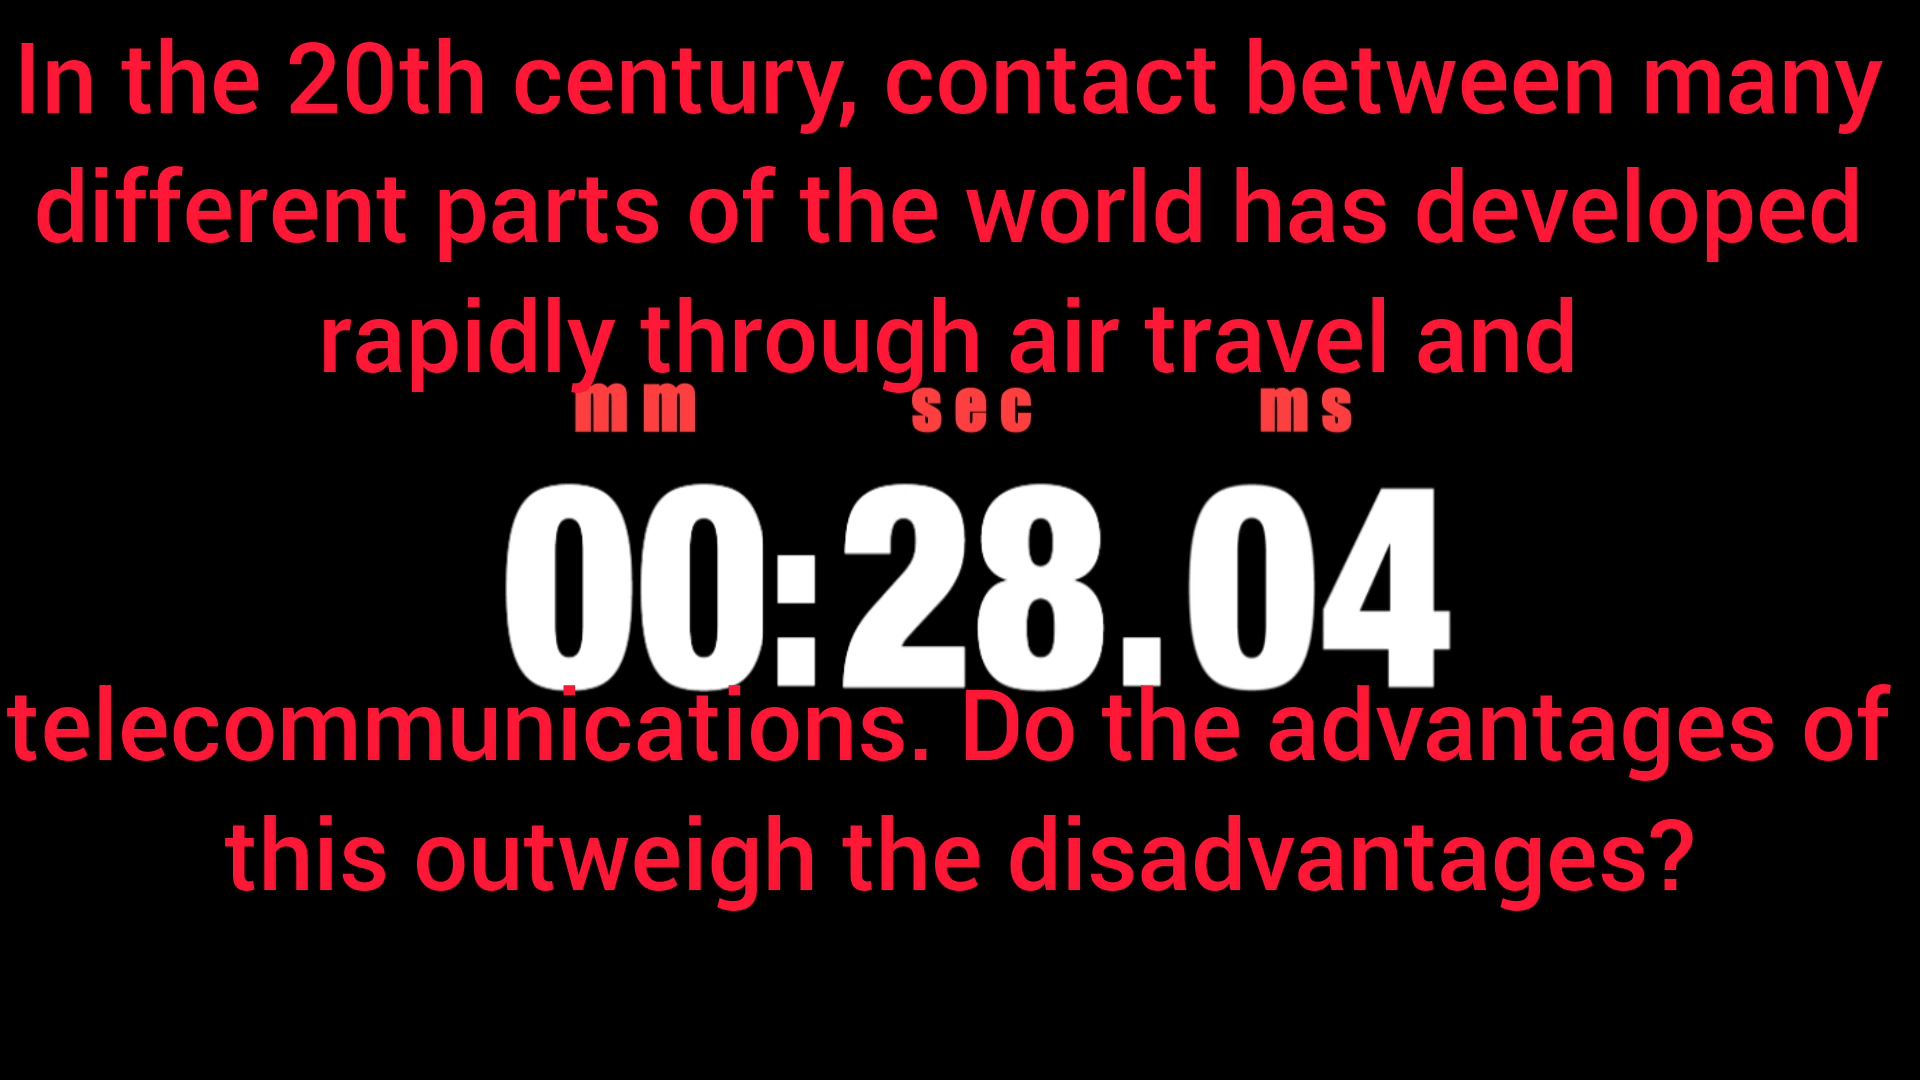 In the 20th century, contact between many
different parts of the world has developed
rapidly through air travel and
mm sec ms
00:28.04
telecommunications. Do the advantages of
this outweigh the disadvantages?